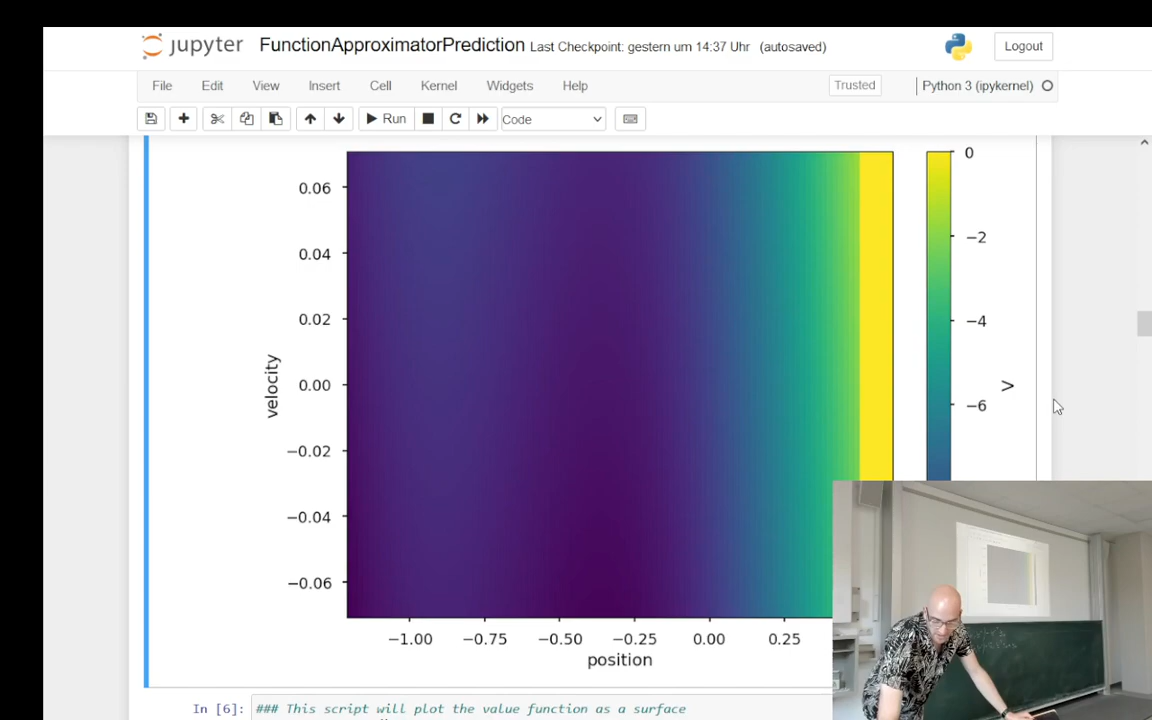 jupyter FunctionApproximatorPrediction Last Checkpoint: gestern um 14:37 Uhr (autosaved) Logout
File Edit View Insert Cell Kernel Widgets Help Trusted Python 3 (ipykernel)
Run Code
0.06
0.04
0.02
0.00
−0.02
−0.04
−0.06
velocity
−1.00 −0.75 −0.50 −0.25 0.00 0.25
position
0
−2
−4
−6
V
In [6]: ### This script will plot the value function as a surface